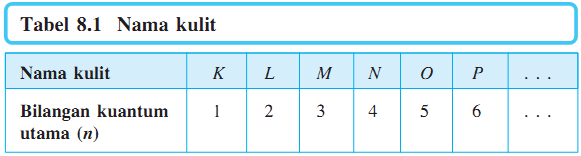 Tabel 8.1 Nama kulit
Nama kulit K L M N O P . . .
Bilangan kuantum 1 2 3 4 5 6 . . .
utama (n)